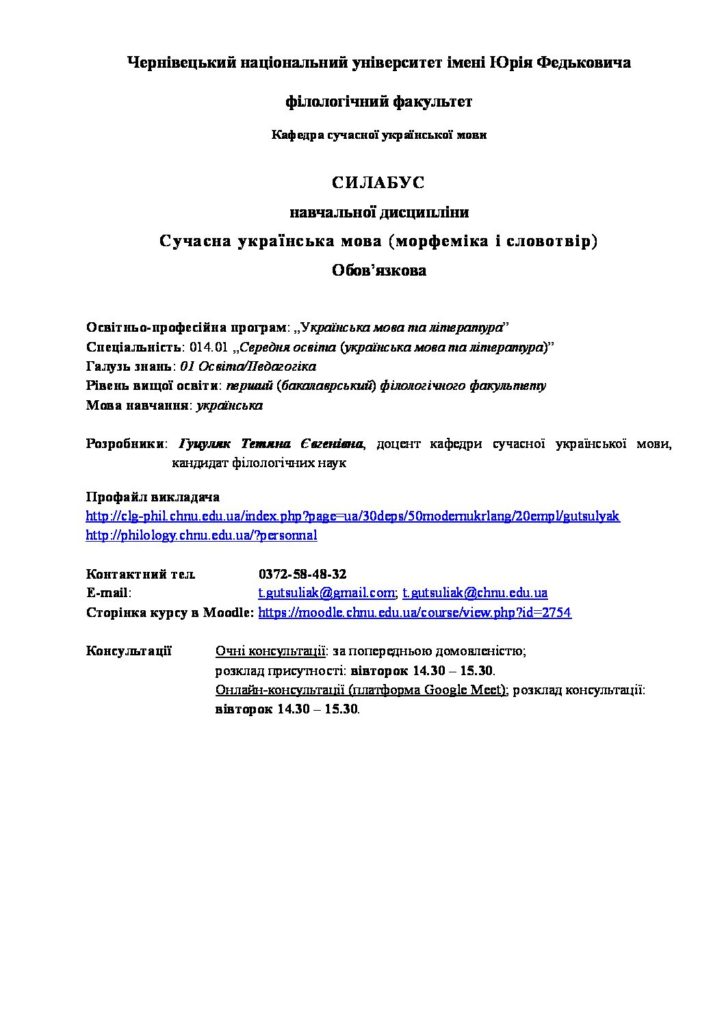 Чернівецький національний університет імені Юрія Федьковича
філологічний факультет
Кафедра сучасної української мови
СИЛАБУС
навчальної дисципліни
Сучасна українська мова (морфеміка і словотвір)
Обов’язкова
Освітньо-професійна програм: „Українська мова та література”
Спеціальність: 014.01 „Середня освіта (українська мова та література)”
Галузь знань: 01 Освіта/Педагогіка
Рівень вищої освіти: перший (бакалаврський) філологічного факультету
Мова навчання: українська
Розробники: Гуцуляк Тетяна Євгенівна, доцент кафедри сучасної української мови,
кандидат філологічних наук
Профайл викладача
http://clg-phil.chnu.edu.ua/index.php?page=ua/30deps/50modernukrlang/20empl/gutsulyak
http://philology.chnu.edu.ua/?personnal
Контактний тел. 0372-58-48-32
E-mail: t.gutsuliak@gmail.com; t.gutsuliak@chnu.edu.ua
Сторінка курсу в Moodle: https://moodle.chnu.edu.ua/course/view.php?id=2754
Консультації Очні консультації: за попередньою домовленістю;
розклад присутності: вівторок 14.30 – 15.30.
Онлайн-консультації (платформа Google Meet); розклад консультації:
вівторок 14.30 – 15.30.